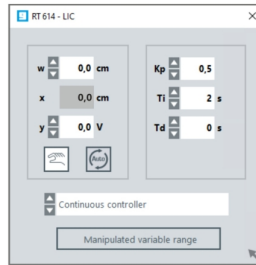 RT 614 - LIC
w 0,0 cm
x 0,0 cm
y 0,0 V
Auto
Kp 0,5
Ti 2 s
Td 0 s
Continuous controller
Manipulated variable range